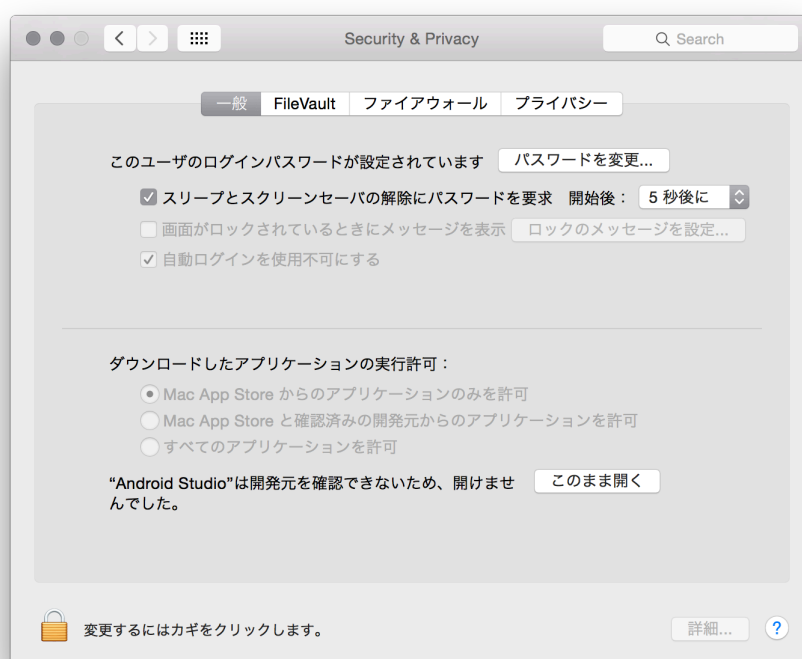 Security & Privacy
Search
一般 FileVault ファイアウォール プライバシー
このユーザのログインパスワードが設定されています パスワードを変更...
スリープとスクリーンセーバの解除にパスワードを要求 開始後： 5 秒後に
画面がロックされているときにメッセージを表示 ロックのメッセージを設定...
自動ログインを使用不可にする
ダウンロードしたアプリケーションの実行許可：
Mac App Store からのアプリケーションのみを許可
Mac App Store と確認済みの開発元からのアプリケーションを許可
すべてのアプリケーションを許可
“Android Studio”は開発元を確認できないため、開けませ このまま開く
んでした。
変更するにはカギをクリックします。 詳細... ?